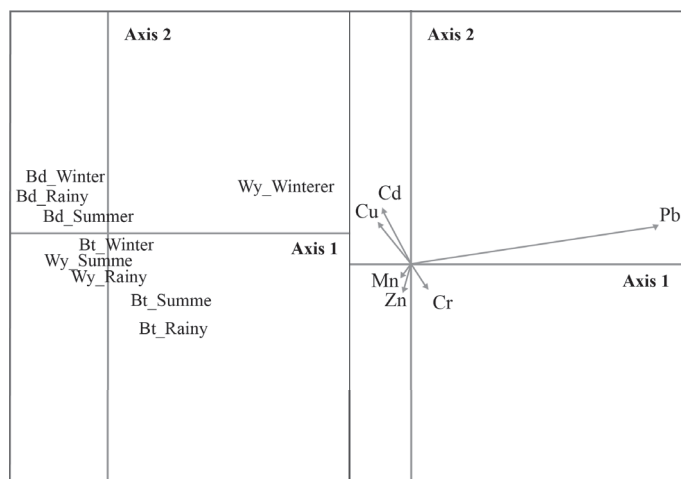 Axis 2
Bd_Winter
Bd_Rainy
Bd_Summer
Wy_Winterer
Axis 1
Bt_Winter
Wy_Summe
Wy_Rainy
Bt_Summe
Bt_Rainy
Axis 2
Cd
Cu
Pb
Mn
Zn
Cr
Axis 1